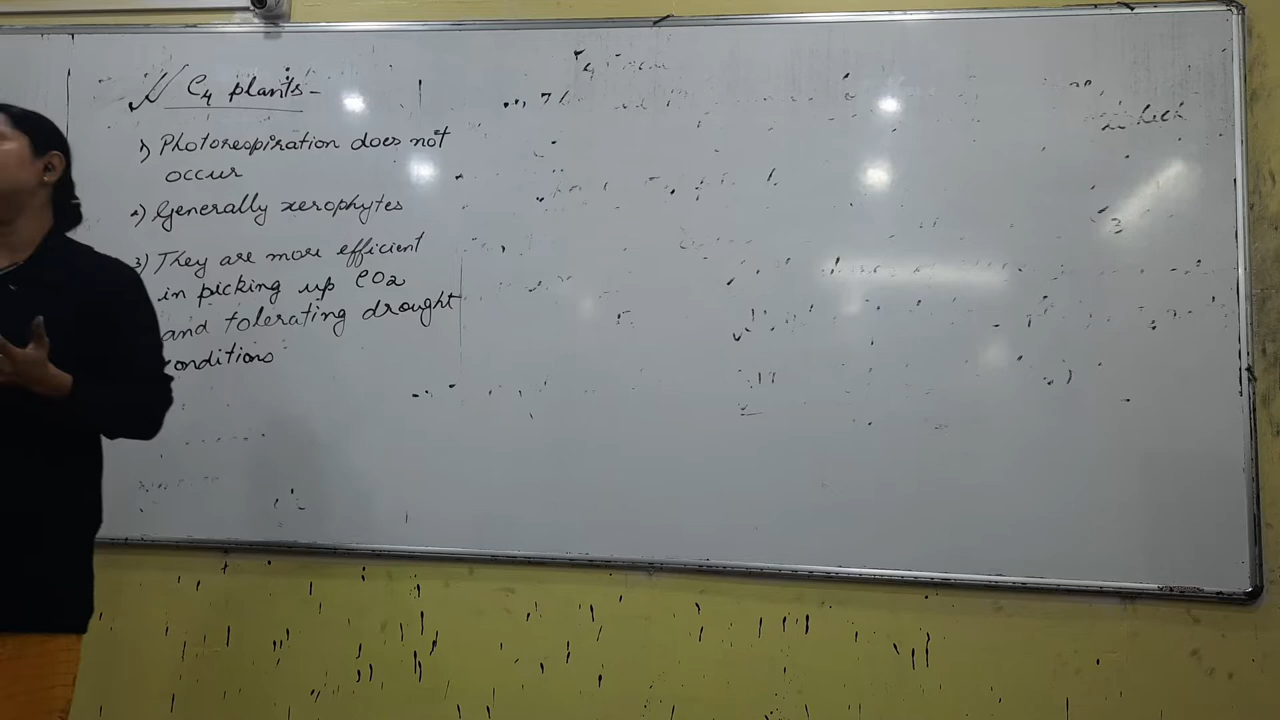 C4 plants-
1) Photorespiration does not
occur
2) Generally xerophytes
3) They are more efficient
in picking up CO2
and tolerating drought
conditions